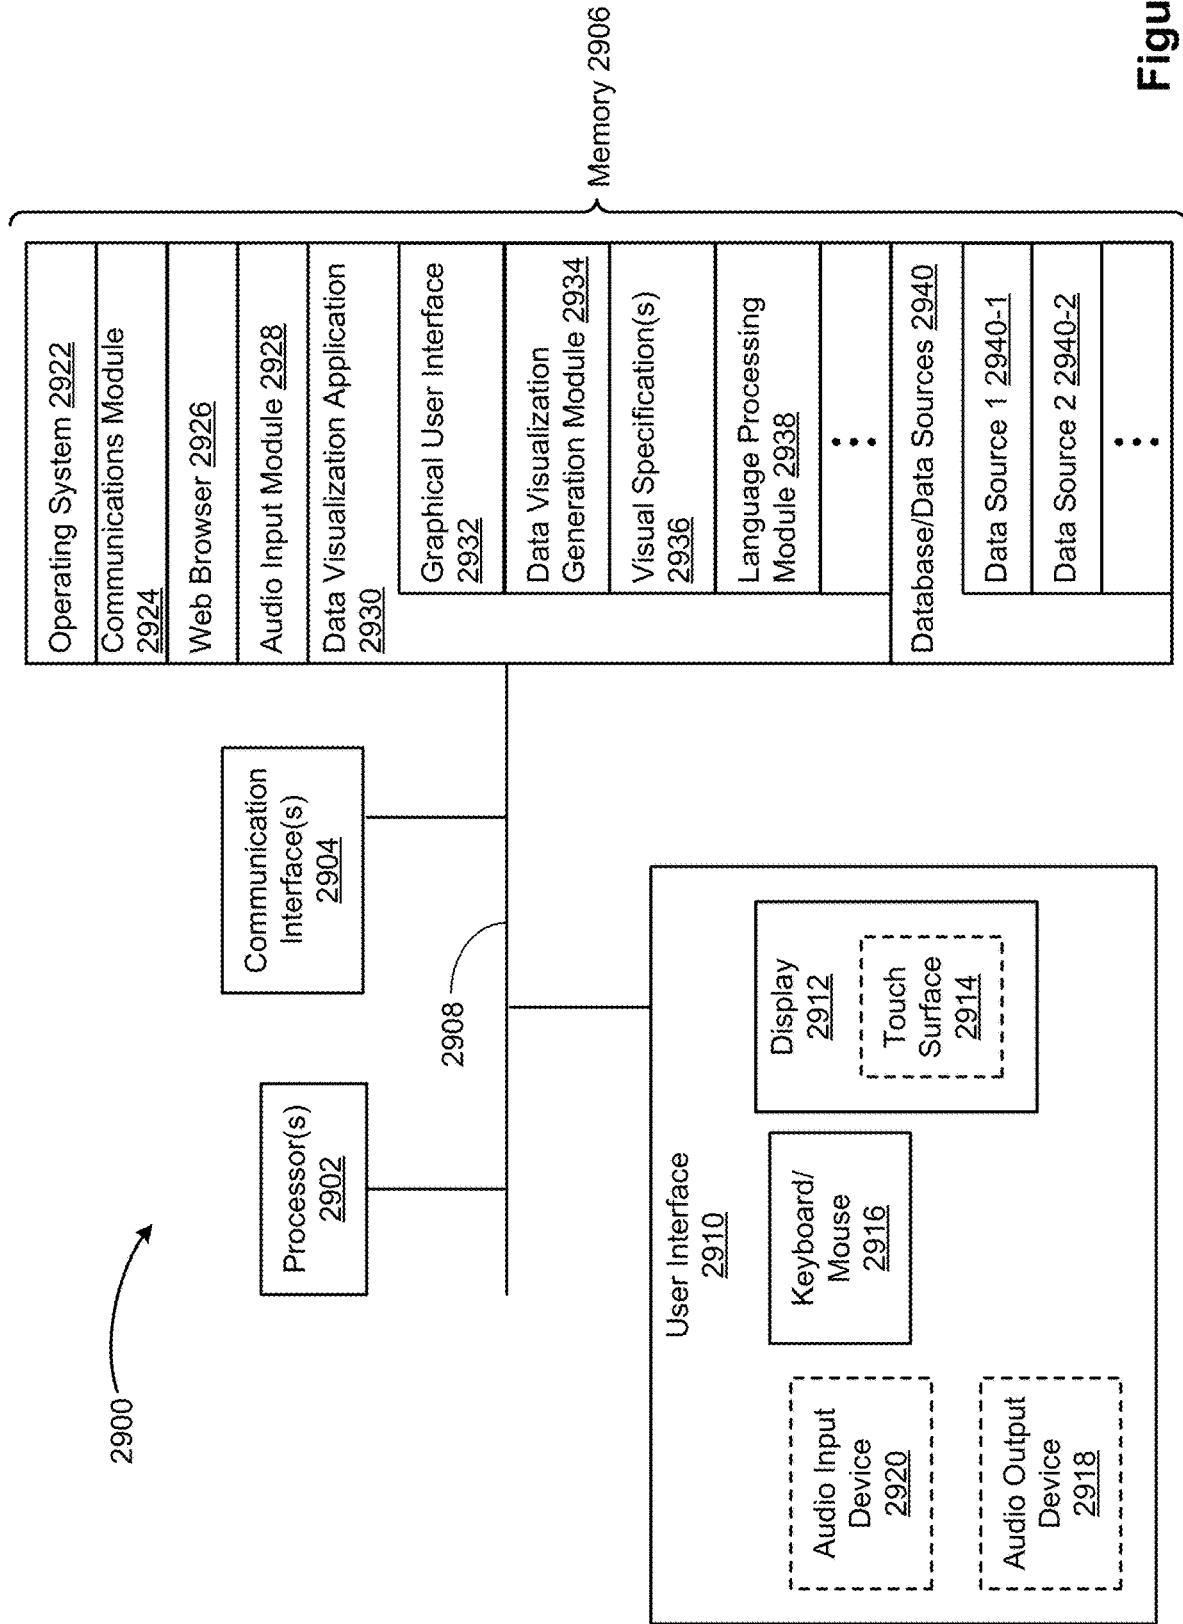 2900
Processor(s)
2902
Communication
Interface(s)
2904
2908
User Interface
2910
Audio Input
Device
2920
Audio Output
Device
2918
Keyboard/
Mouse
2916
Display
2912
Touch
Surface
2914
Operating System 2922
Communications Module
2924
Web Browser 2926
Audio Input Module 2928
Data Visualization Application
2930
Graphical User Interface
2932
Data Visualization
Generation Module 2934
Visual Specification(s)
2936
Language Processing
Module 2938
Database/Data Sources 2940
Data Source 1 2940-1
Data Source 2 2940-2
Memory 2906
Figu